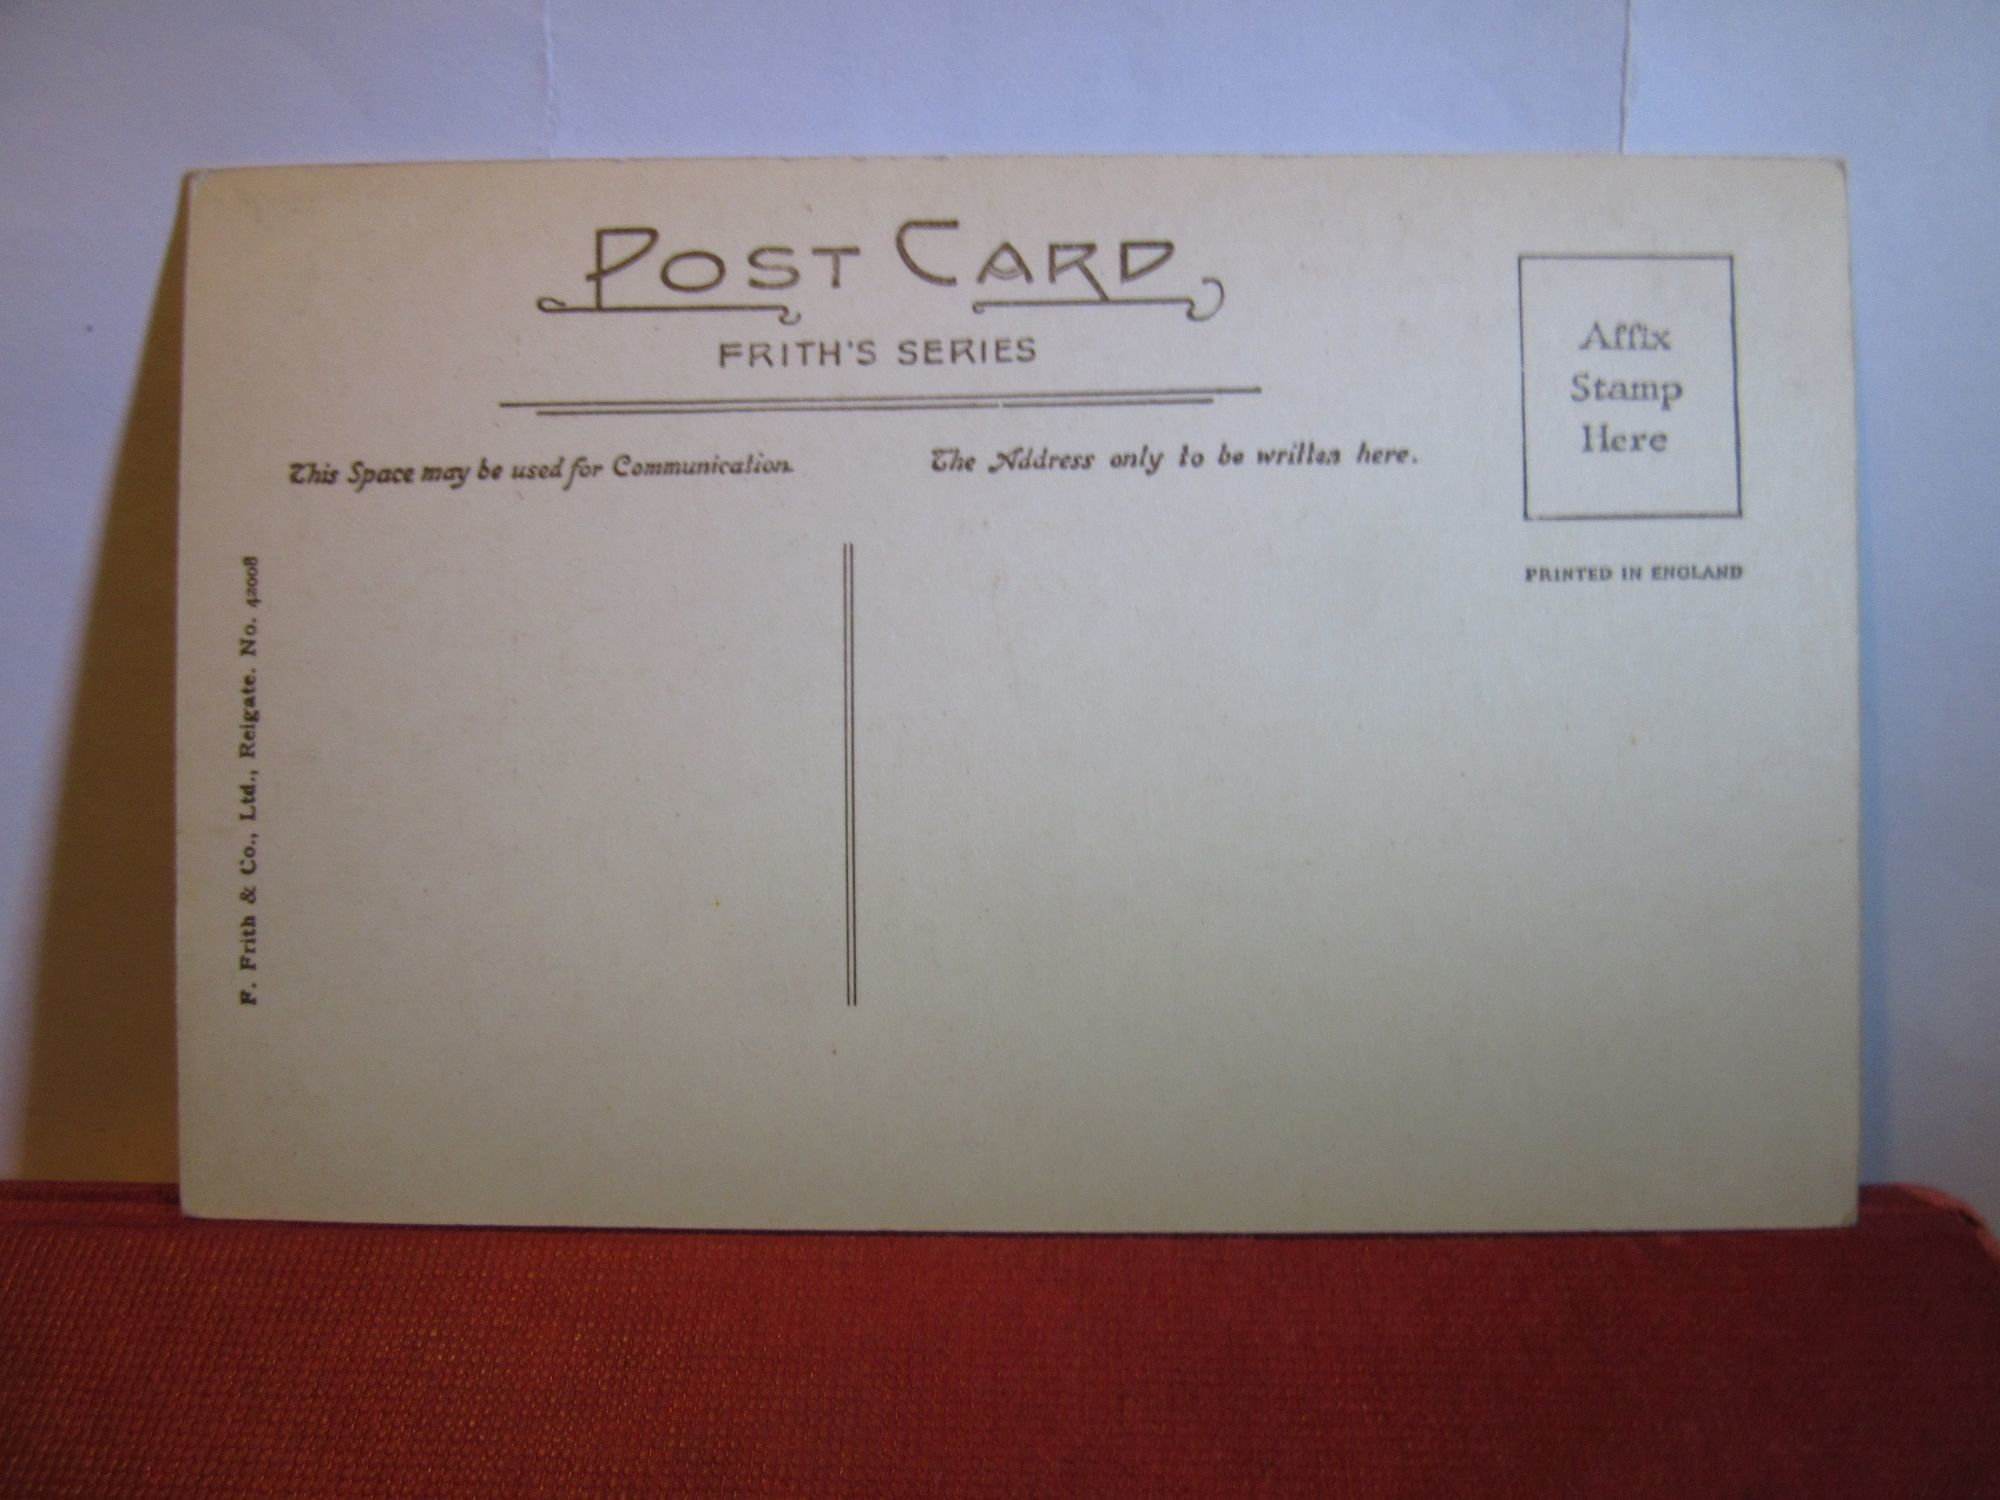 POST CARD
FRITH'S SERIES
This Space may be used for Communication.
The Address only to be written here.
Affix
Stamp
Here
PRINTED IN ENGLAND
F. Frith & Co., Ltd., Reigate. No. 42008